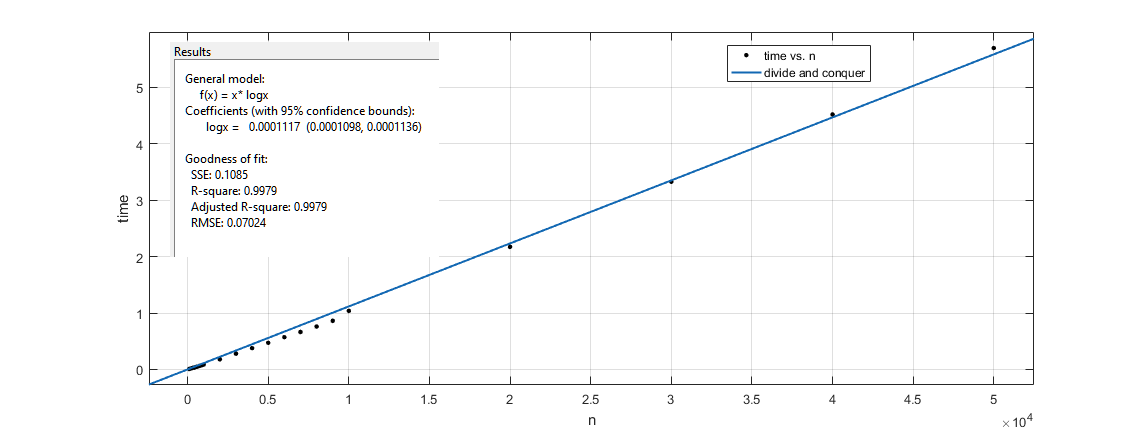 Results
General model:
f(x) = x* logx
Coefficients (with 95% confidence bounds):
logx = 0.0001117 (0.0001098, 0.0001136)
Goodness of fit:
SSE: 0.1085
R-square: 0.9979
Adjusted R-square: 0.9979
RMSE: 0.07024
time vs. n
divide and conquer
time
5
4
3
2
1
0
0 0.5 1 1.5 2 2.5 3 3.5 4 4.5 5
n
× 10^4